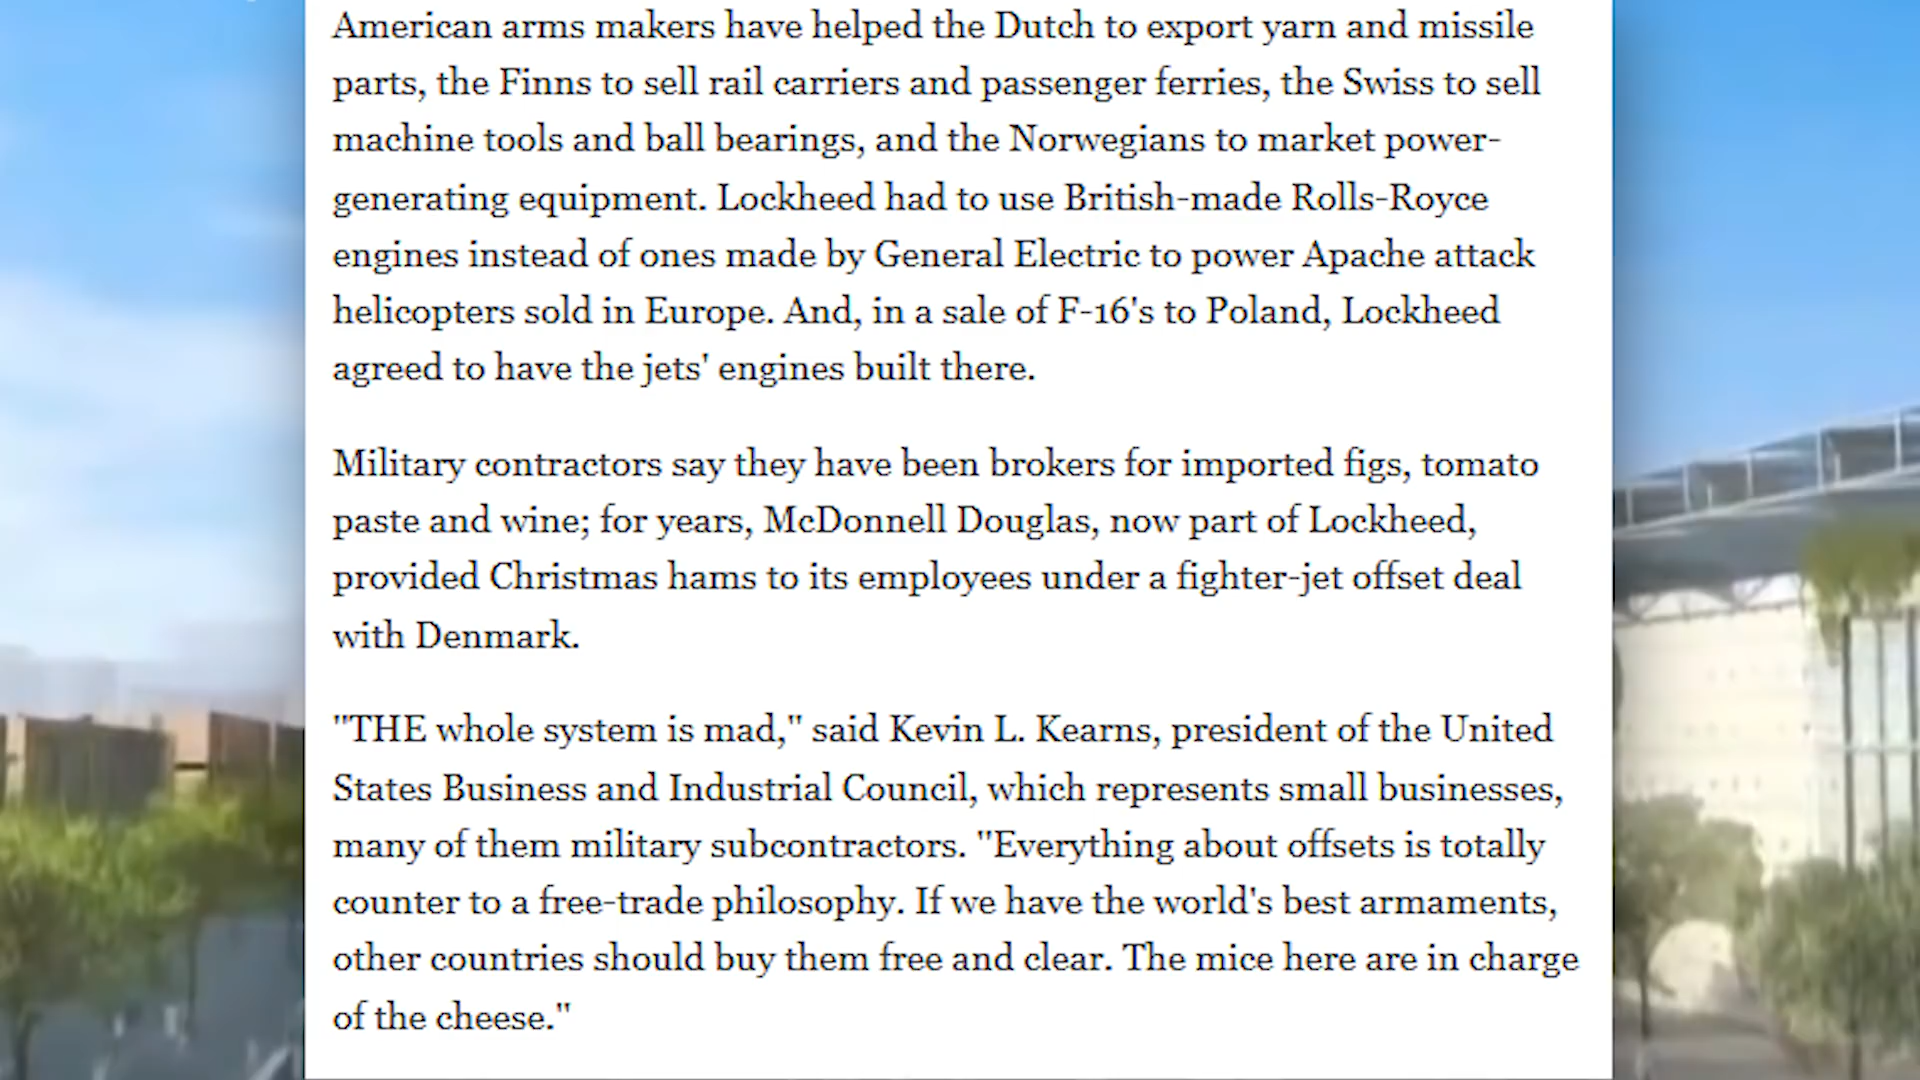 American arms makers have helped the Dutch to export yarn and missile
parts, the Finns to sell rail carriers and passenger ferries, the Swiss to sell
machine tools and ball bearings, and the Norwegians to market power-
generating equipment. Lockheed had to use British-made Rolls-Royce
engines instead of ones made by General Electric to power Apache attack
helicopters sold in Europe. And, in a sale of F-16's to Poland, Lockheed
agreed to have the jets' engines built there.
Military contractors say they have been brokers for imported figs, tomato
paste and wine; for years, McDonnell Douglas, now part of Lockheed,
provided Christmas hams to its employees under a fighter-jet offset deal
with Denmark.
"THE whole system is mad," said Kevin L. Kearns, president of the United
States Business and Industrial Council, which represents small businesses,
many of them military subcontractors. "Everything about offsets is totally
counter to a free-trade philosophy. If we have the world's best armaments,
other countries should buy them free and clear. The mice here are in charge
of the cheese."